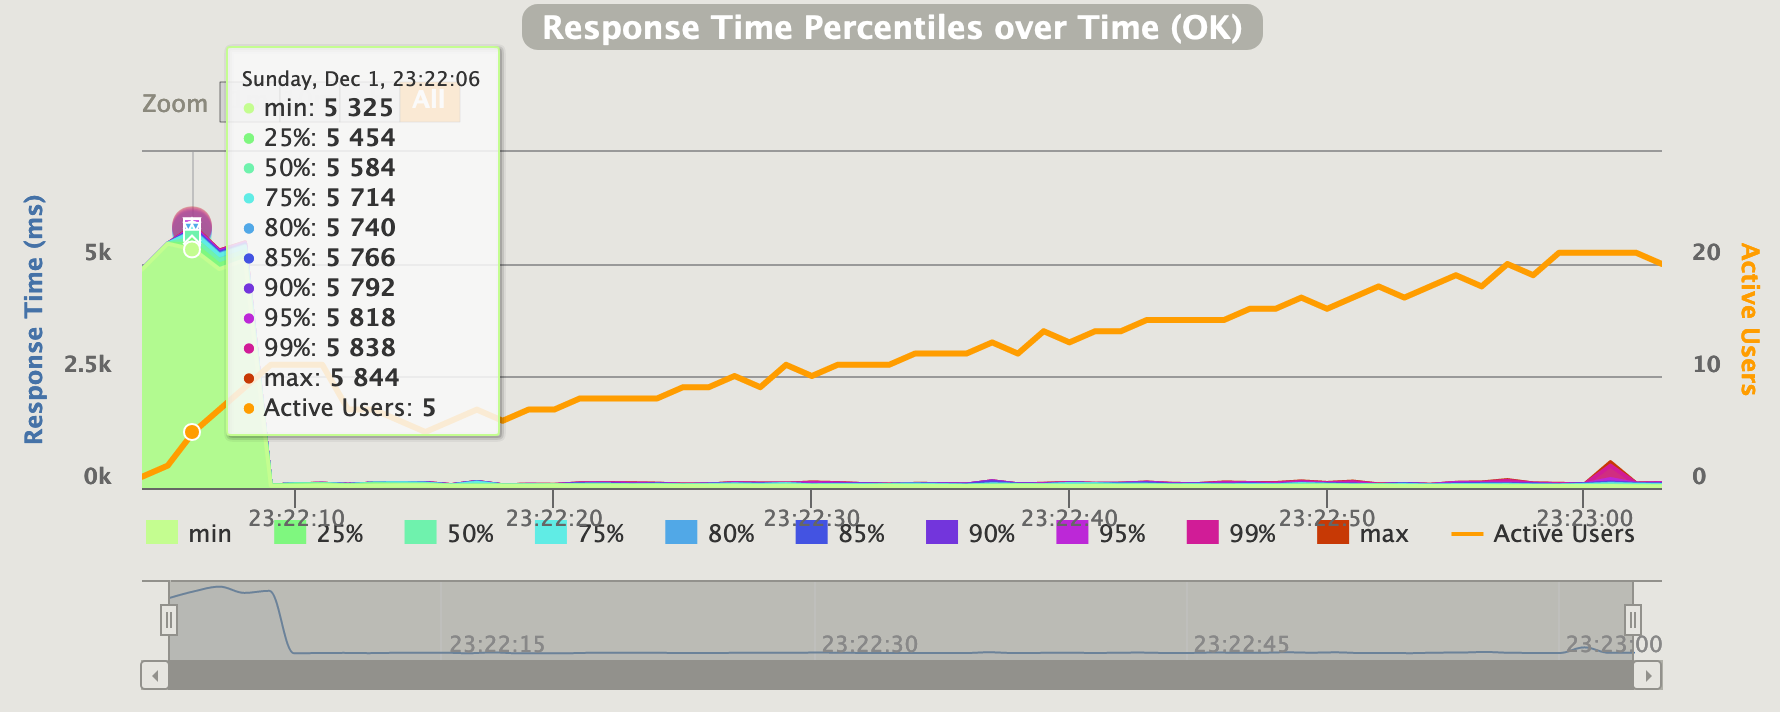 Response Time Percentiles over Time (OK)
Zoom
All
Sunday, Dec 1, 23:22:06
min: 5 325
25%: 5 454
50%: 5 584
75%: 5 714
80%: 5 740
85%: 5 766
90%: 5 792
95%: 5 818
99%: 5 838
max: 5 844
Active Users: 5
Response Time (ms)
5k
2.5k
0k
20
10
0
Active Users
23:22:10 23:22:20 23:22:30 23:22:40 23:22:50 23:23:00
min 25% 50% 75% 80% 85% 90% 95% 99% max Active Users
23:22:15 23:22:30 23:22:45 23:23:00